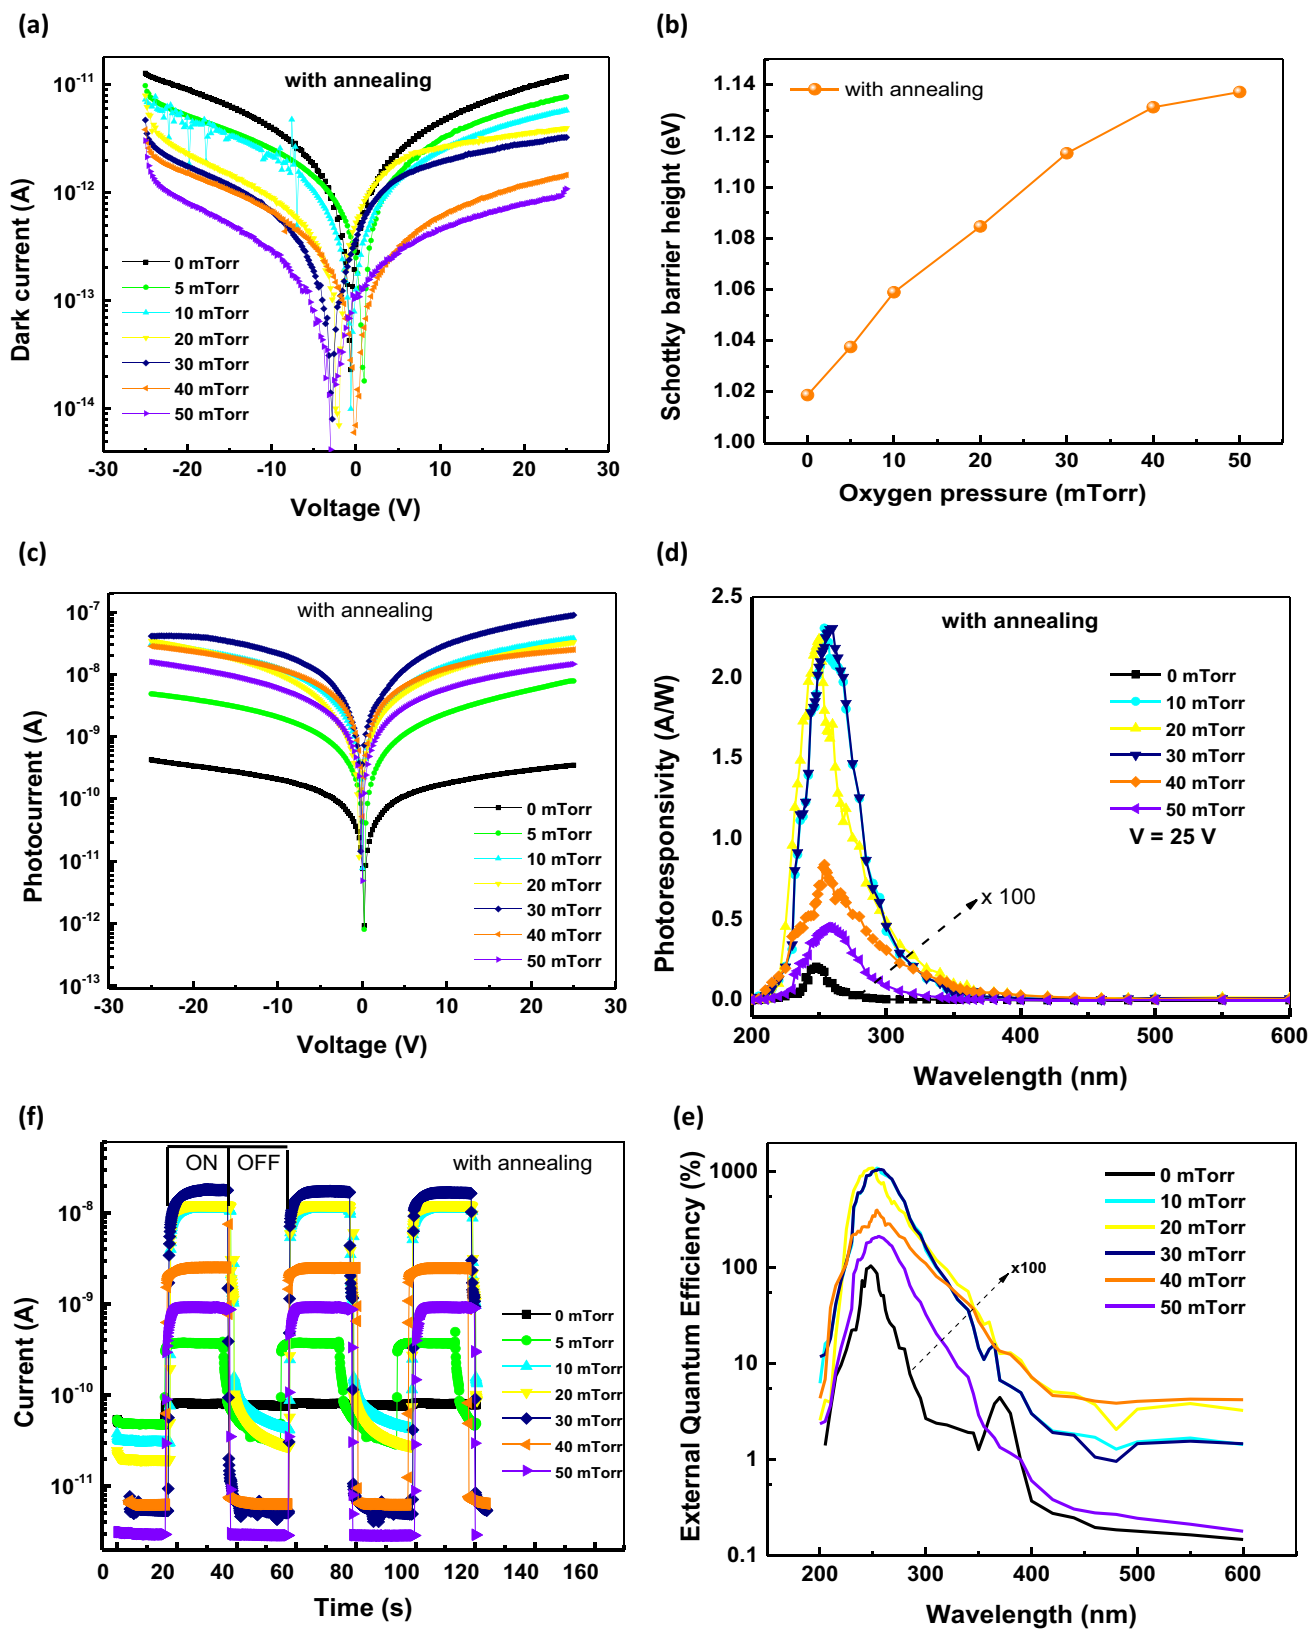 (a)
with annealing
10⁻¹¹
10⁻¹²
10⁻¹³
10⁻¹⁴
Dark current (A)
0 mTorr
5 mTorr
10 mTorr
20 mTorr
30 mTorr
40 mTorr
50 mTorr
-30 -20 -10 0 10 20 30
Voltage (V)
(b)
with annealing
1.14
1.12
1.10
1.08
1.06
1.04
1.02
1.00
Schottky barrier height (eV)
0 10 20 30 40 50
Oxygen pressure (mTorr)
(c)
with annealing
10⁻⁷
10⁻⁸
10⁻⁹
10⁻¹⁰
10⁻¹¹
10⁻¹²
10⁻¹³
Photocurrent (A)
0 mTorr
5 mTorr
10 mTorr
20 mTorr
30 mTorr
40 mTorr
50 mTorr
-30 -20 -10 0 10 20 30
Voltage (V)
(d)
with annealing
2.5
2.0
1.5
1.0
0.5
0.0
Photoresponsivity (A/W)
0 mTorr
10 mTorr
20 mTorr
30 mTorr
40 mTorr
50 mTorr
V = 25 V
x 100
200 300 400 500 600
Wavelength (nm)
(f)
ON OFF with annealing
10⁻⁸
10⁻⁹
10⁻¹⁰
10⁻¹¹
Current (A)
0 mTorr
5 mTorr
10 mTorr
20 mTorr
30 mTorr
40 mTorr
50 mTorr
0 20 40 60 80 100 120 140 160
Time (s)
(e)
1000
100
10
1
0.1
External Quantum Efficiency (%)
0 mTorr
10 mTorr
20 mTorr
30 mTorr
40 mTorr
50 mTorr
x100
200 300 400 500 600
Wavelength (nm)